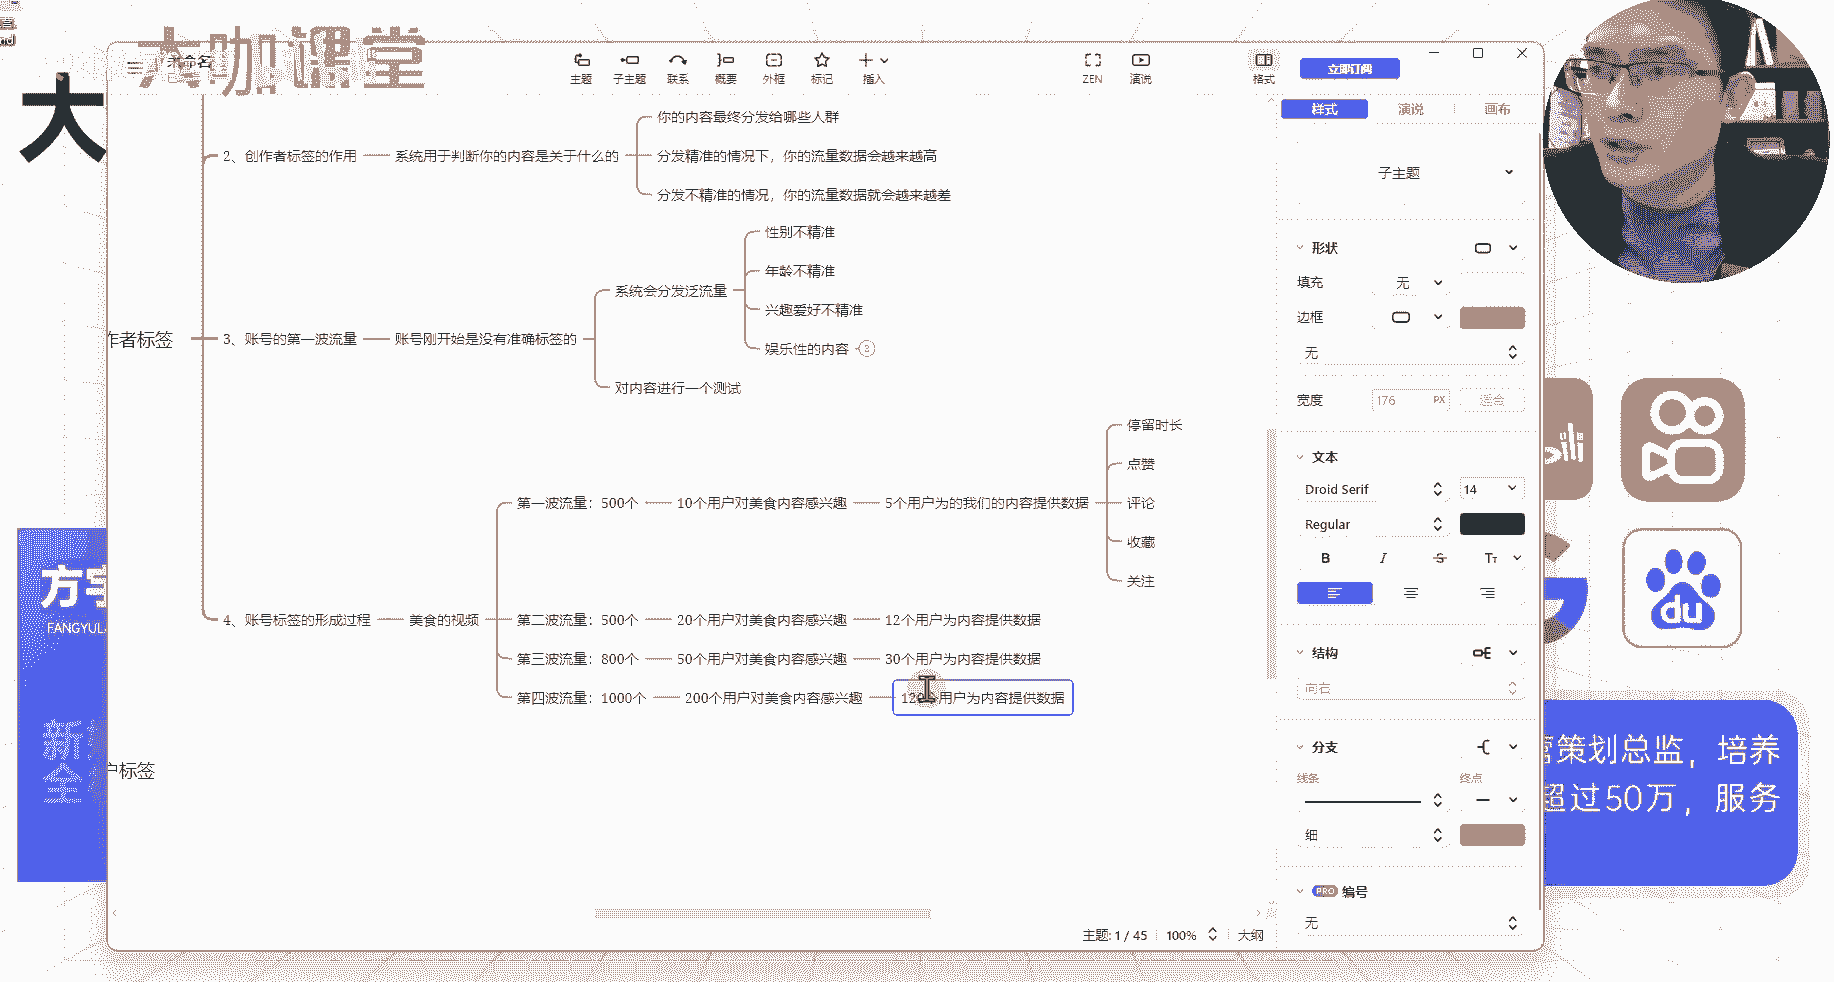 大咖课堂
未命名
主题
子主题
联系
概要
外框
标记
插入
ZEN
演说
格式
立即订阅
大
样式
演说
画布
你的内容最终分发给哪些人群
2、创作者标签的作用
系统用于判断你的内容是关于什么的
分发精准的情况下，你的流量数据会越来越高
分发不精准的情况，你的流量数据就会越来越差
子主题
性别不精准
年龄不精准
系统会分发泛流量
兴趣爱好不精准
娱乐性的内容
作者标签
3、账号的第一波流量
账号刚开始是没有准确标签的
对内容进行一个测试
形状
填充
无
边框
无
宽度
176
PX
停留时长
点赞
第一波流量：500个
10个用户对美食内容感兴趣
5个用户为的我们的内容提供数据
评论
收藏
关注
4、账号标签的形成过程
美食的视频
第二波流量：500个
20个用户对美食内容感兴趣
12个用户为内容提供数据
第三波流量：800个
50个用户对美食内容感兴趣
30个用户为内容提供数据
第四波流量：1000个
200个用户对美食内容感兴趣
用户为内容提供数据
户标签
文本
Droid Serif
14
Regular
B
I
S
TT
结构
向右
分支
线条
终点
细
PRO
编号
无
主题: 1 / 45
100%
大纲
du
方
FANGYUL
新
全
策划总监，培养
超过50万，服务